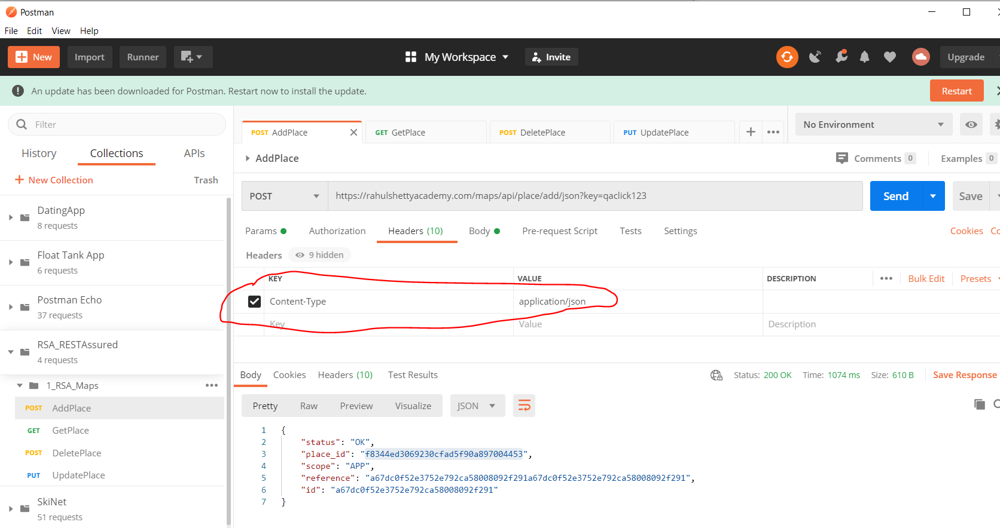 Postman
File Edit View Help
New Import Runner My Workspace Invite Upgrade
An update has been downloaded for Postman. Restart now to install the update. Restart
Filter
History Collections APIs
New Collection Trash
DatingApp
8 requests
Float Tank App
6 requests
Postman Echo
37 requests
RSA_RESTAssured
4 requests
1_RSA_Maps
POST AddPlace
GET GetPlace
POST DeletePlace
PUT UpdatePlace
SkiNet
51 requests
POST AddPlace GET GetPlace POST DeletePlace PUT UpdatePlace
No Environment
AddPlace Comments 0 Examples 0
POST https://rahulshettyacademy.com/maps/api/place/add/json?key=qaclick123 Send Save
Params Authorization Headers (10) Body Pre-request Script Tests Settings Cookies Co
Headers 9 hidden
KEY VALUE DESCRIPTION Bulk Edit Presets
Content-Type application/json
Key Value Description
Body Cookies Headers (10) Test Results Status: 200 OK Time: 1074 ms Size: 610 B Save Response
Pretty Raw Preview Visualize JSON
1 {
2 "status": "OK",
3 "place_id": "f8344ed3069230cfad5f90a897004453",
4 "scope": "APP",
5 "reference": "a67dc0f52e3752e792ca58008092f291a67dc0f52e3752e792ca58008092f291",
6 "id": "a67dc0f52e3752e792ca58008092f291"
7 }